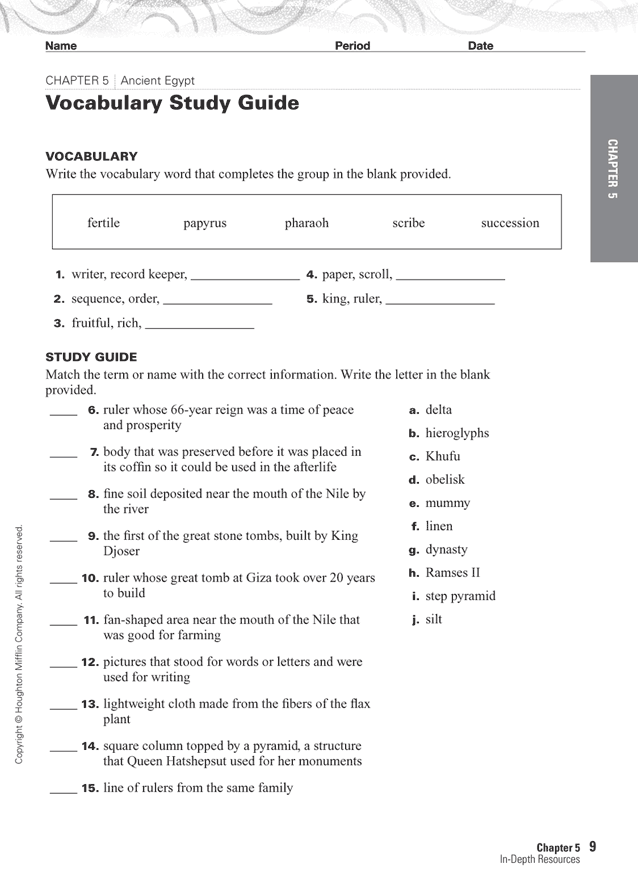 Name Period Date
CHAPTER 5 | Ancient Egypt
Vocabulary Study Guide
CHAPTER 5
VOCABULARY
Write the vocabulary word that completes the group in the blank provided.
fertile papyrus pharaoh scribe succession
1. writer, record keeper, ________________ 4. paper, scroll, ________________
2. sequence, order, ________________ 5. king, ruler, ________________
3. fruitful, rich, ________________
STUDY GUIDE
Match the term or name with the correct information. Write the letter in the blank
provided.
____ 6. ruler whose 66-year reign was a time of peace
and prosperity
____ 7. body that was preserved before it was placed in
its coffin so it could be used in the afterlife
____ 8. fine soil deposited near the mouth of the Nile by
the river
____ 9. the first of the great stone tombs, built by King
Djoser
____ 10. ruler whose great tomb at Giza took over 20 years
to build
____ 11. fan-shaped area near the mouth of the Nile that
was good for farming
____ 12. pictures that stood for words or letters and were
used for writing
____ 13. lightweight cloth made from the fibers of the flax
plant
____ 14. square column topped by a pyramid, a structure
that Queen Hatshepsut used for her monuments
____ 15. line of rulers from the same family
a. delta
b. hieroglyphs
c. Khufu
d. obelisk
e. mummy
f. linen
g. dynasty
h. Ramses II
i. step pyramid
j. silt
Copyright © Houghton Mifflin Company. All rights reserved.
Chapter 5 9
In-Depth Resources